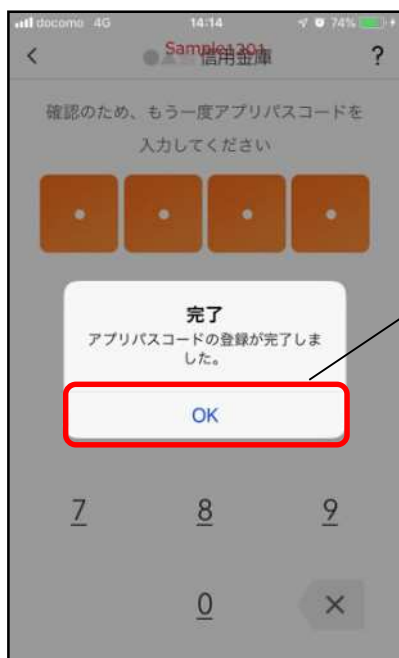 docomo 4G 14:14 74%
Sample1201
信用金庫 ?
確認のため、もう一度アプリパスコードを
入力してください
完了
アプリパスコードの登録が完了しま
した。
OK
7 8 9
0